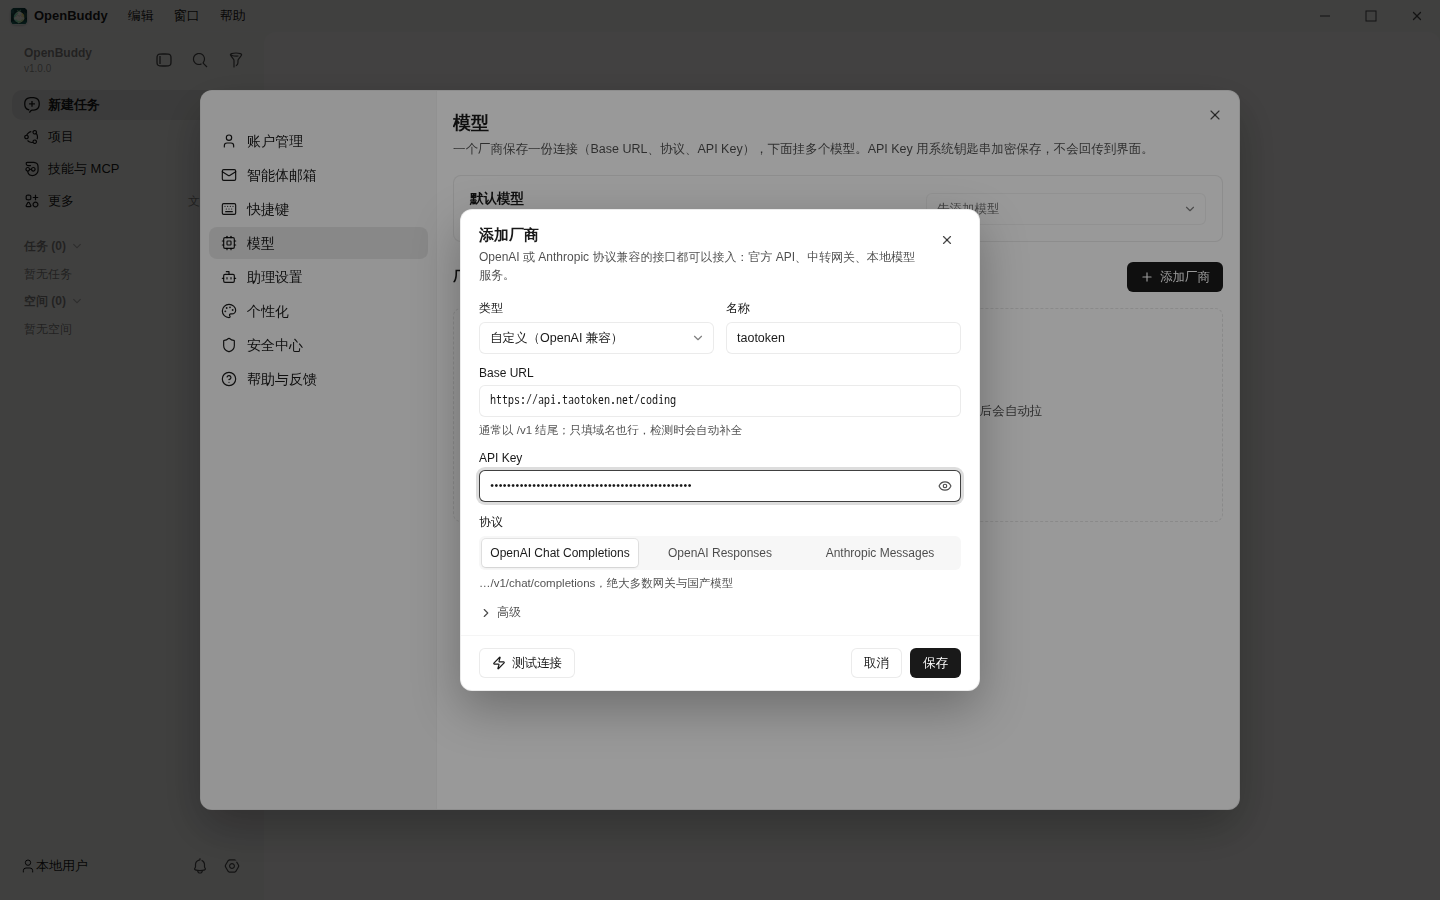 OpenBuddy 编辑 窗口 帮助
OpenBuddy
v1.0.0
新建任务
项目
技能与 MCP
更多
任务 (0)
暂无任务
空间 (0)
暂无空间
本地用户
账户管理
智能体邮箱
快捷键
模型
助理设置
个性化
安全中心
帮助与反馈
模型
一个厂商保存一份连接（Base URL、协议、API Key），下面挂多个模型。API Key 用系统钥匙串加密保存，不会回传到界面。
默认模型
先添加模型
添加厂商
后会自动拉
添加厂商
OpenAI 或 Anthropic 协议兼容的接口都可以接入：官方 API、中转网关、本地模型
服务。
类型 名称
自定义（OpenAI 兼容） taotoken
Base URL
https://api.taotoken.net/coding
通常以 /v1 结尾；只填域名也行，检测时会自动补全
API Key
••••••••••••••••••••••••••••••••••••••••••••••••
协议
OpenAI Chat Completions OpenAI Responses Anthropic Messages
…/v1/chat/completions，绝大多数网关与国产模型
高级
测试连接 取消 保存